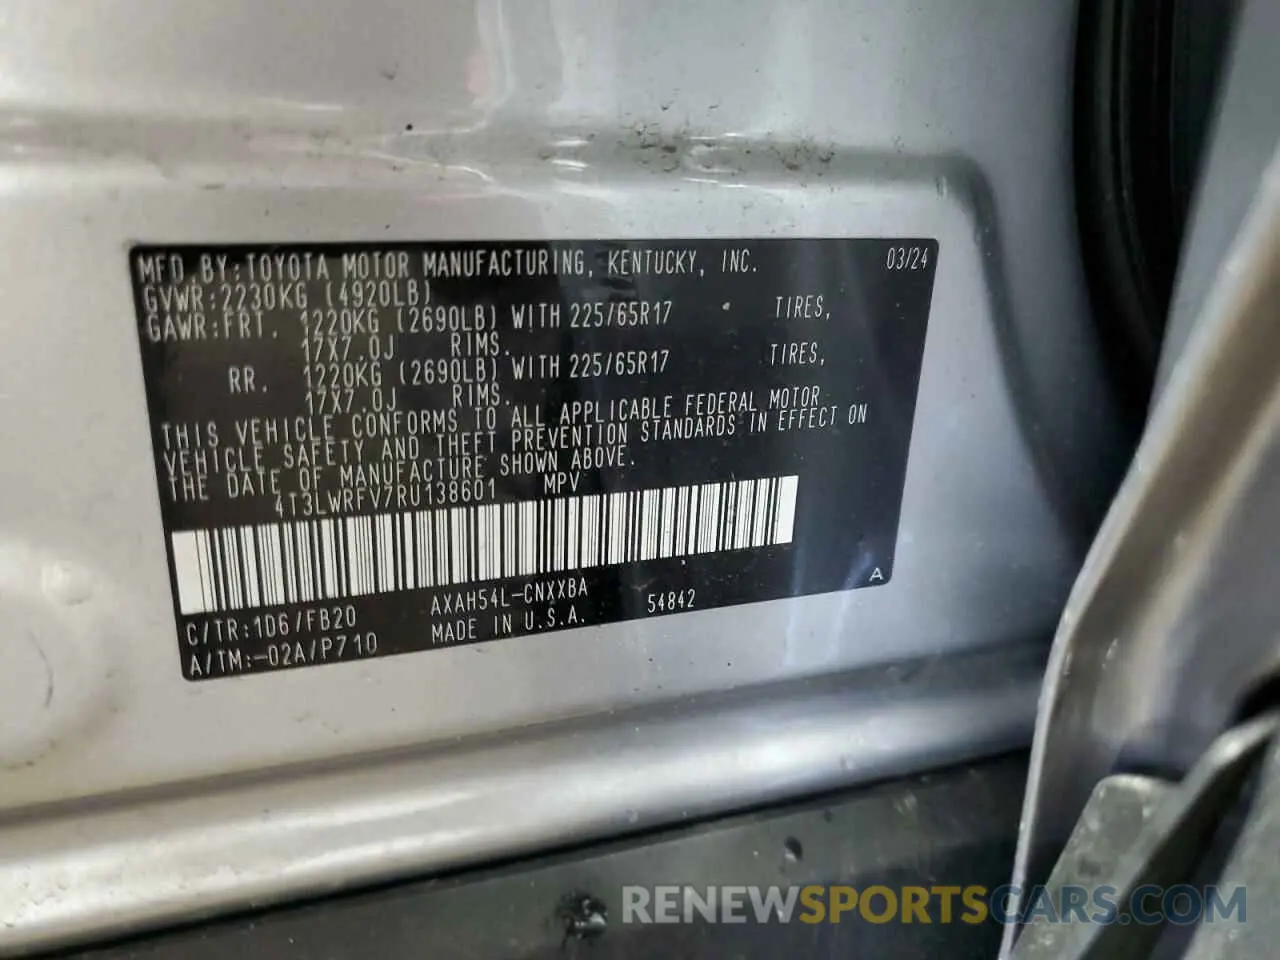 MFD.BY:TOYOTA MOTOR MANUFACTURING, KENTUCKY, INC. 03/24
GVWR:2230KG (4920LB)
GAWR:FRT. 1220KG (2690LB) WITH 225/65R17 TIRES,
17X7.0J RIMS.
RR. 1220KG (2690LB) WITH 225/65R17 TIRES,
17X7.0J RIMS.
THIS VEHICLE CONFORMS TO ALL APPLICABLE FEDERAL MOTOR
VEHICLE SAFETY AND THEFT PREVENTION STANDARDS IN EFFECT ON
THE DATE OF MANUFACTURE SHOWN ABOVE.
4T3LWRFV7RU138601 MPV
C/TR:1D6/FB20 AXAH54L-CNXXBA 54842 A
A/TM:-02A/P710 MADE IN U.S.A.
RENEWSPORTSCARS.COM